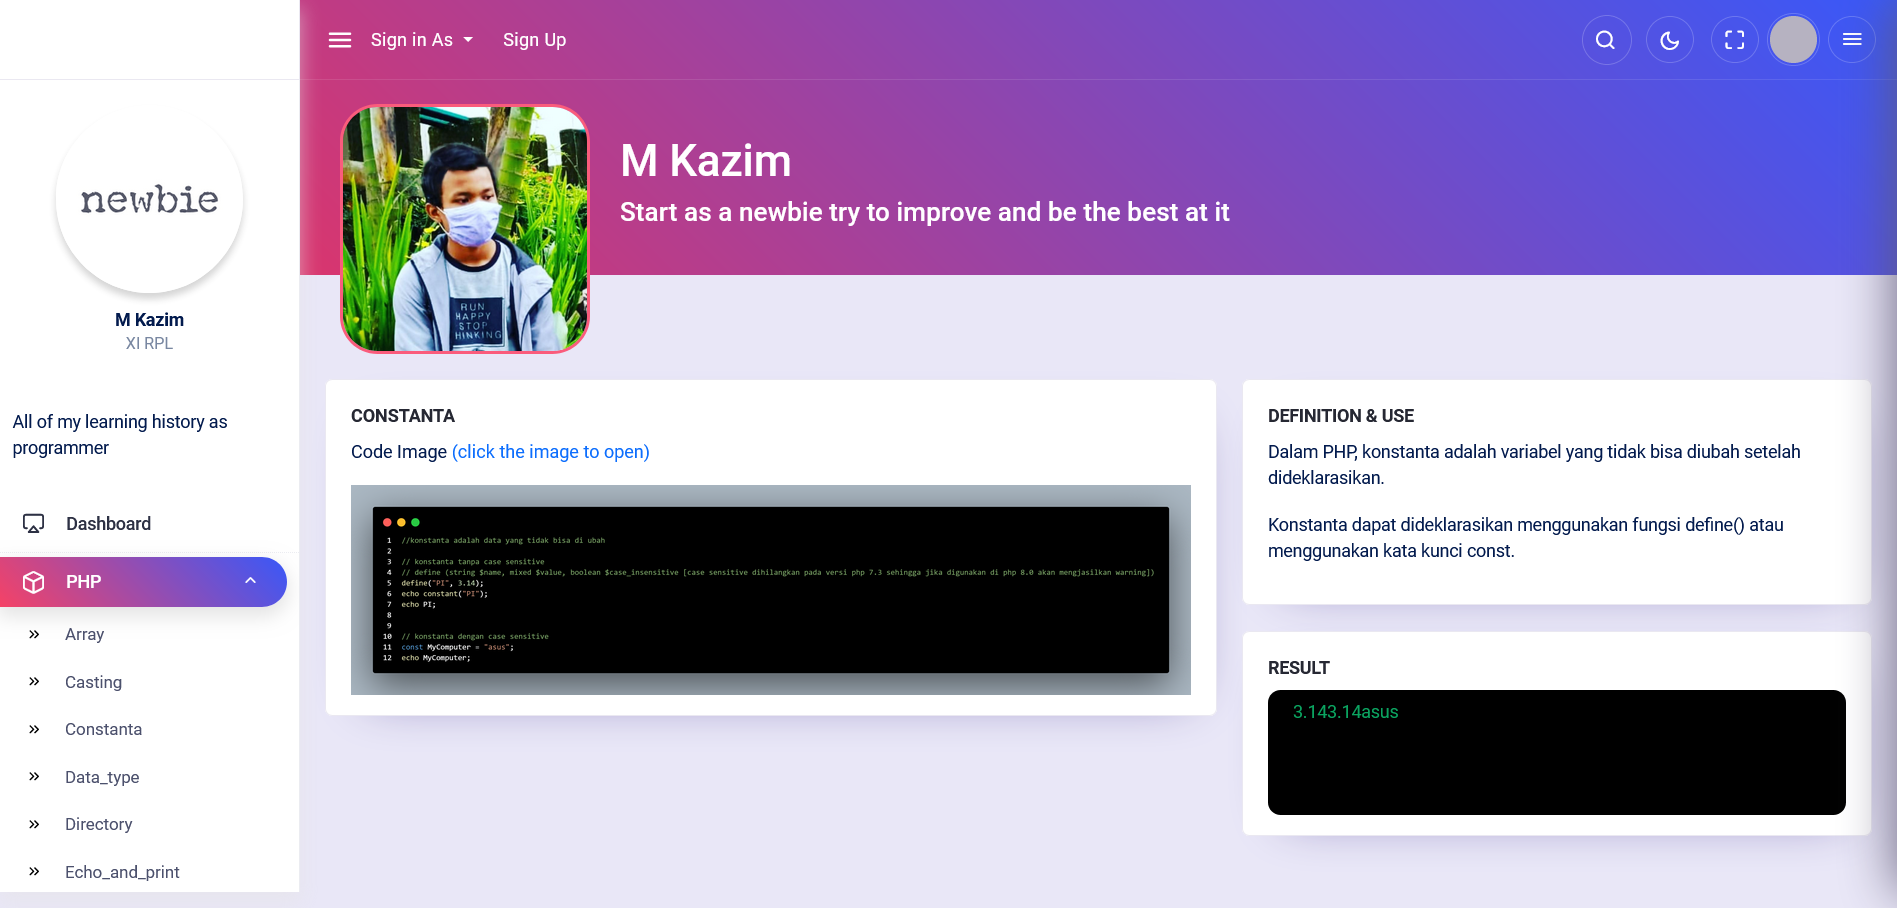 Sign in As
Sign Up
newbie
M Kazim
XI RPL
All of my learning history as
programmer
Dashboard
PHP
Array
Casting
Constanta
Data_type
Directory
Echo_and_print
M Kazim
Start as a newbie try to improve and be the best at it
RUN
HAPPY
STOP
HINKING
CONSTANTA
Code Image (click the image to open)
1 //konstanta adalah data yang tidak bisa di ubah
2
3 // konstanta tanpa case sensitive
4 // define (string $name, mixed $value, boolean $case_insensitive [case sensitive dihilangkan pada versi php 7.3 sehingga jika digunakan di php 8.0 akan mengjasilkan warning])
5 define("PI", 3.14);
6 echo constant("PI");
7 echo PI;
8
9
10 // konstanta dengan case sensitive
11 const MyComputer = "asus";
12 echo MyComputer;
DEFINITION & USE
Dalam PHP, konstanta adalah variabel yang tidak bisa diubah setelah
dideklarasikan.
Konstanta dapat dideklarasikan menggunakan fungsi define() atau
menggunakan kata kunci const.
RESULT
3.143.14asus